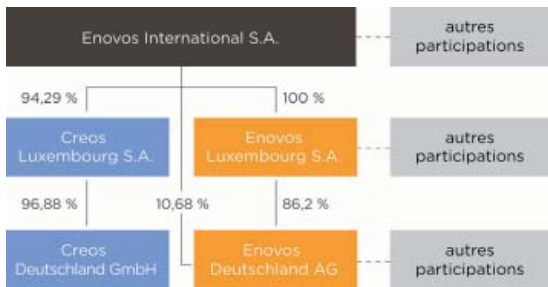 Enovos International S.A.
autres
participations
94,29 %
100 %
Creos
Luxembourg S.A.
Enovos
Luxembourg S.A.
autres
participations
96,88 %
10,68 %
86,2 %
Creos
Deutschland GmbH
Enovos
Deutschland AG
autres
participations